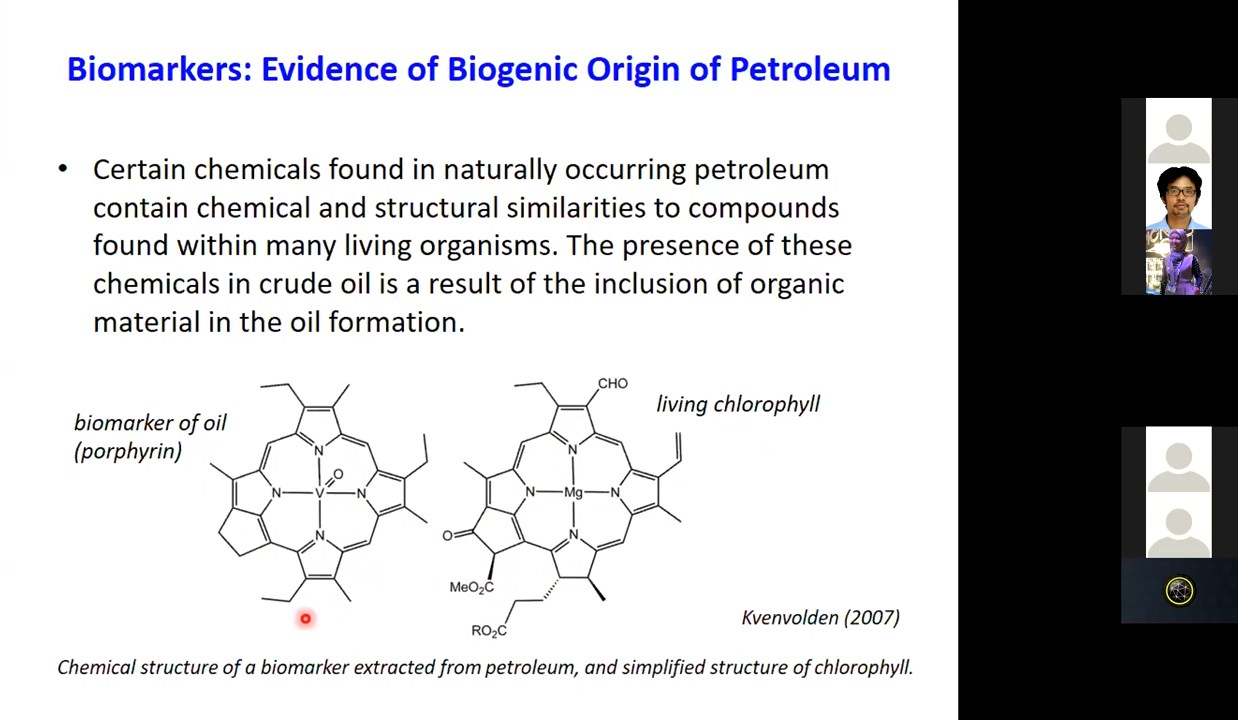 Biomarkers: Evidence of Biogenic Origin of Petroleum
• Certain chemicals found in naturally occurring petroleum
contain chemical and structural similarities to compounds
found within many living organisms. The presence of these
chemicals in crude oil is a result of the inclusion of organic
material in the oil formation.
biomarker of oil
(porphyrin)
N
N
V
O
N
N
CHO
living chlorophyll
N
N
Mg
N
N
O
MeO₂C
RO₂C
Kvenvolden (2007)
Chemical structure of a biomarker extracted from petroleum, and simplified structure of chlorophyll.